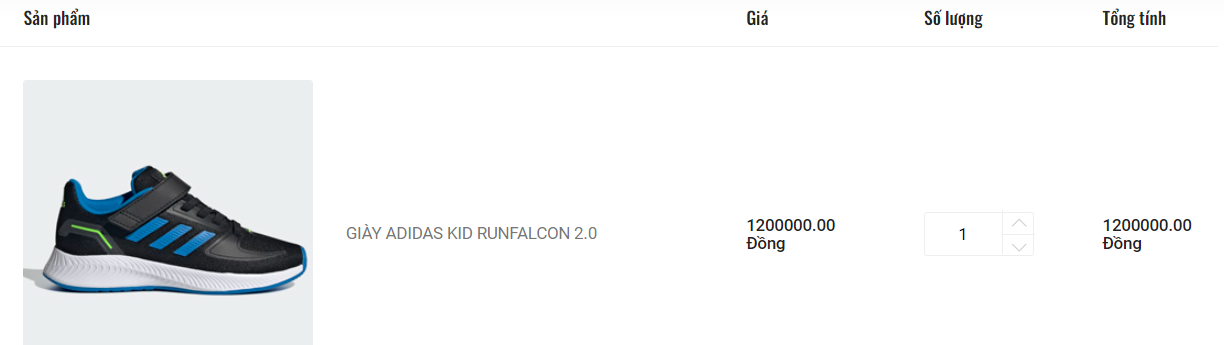 Sản phẩm Giá Số lượng Tổng tính
GIÀY ADIDAS KID RUNFALCON 2.0
1200000.00
Đồng
1
1200000.00
Đồng